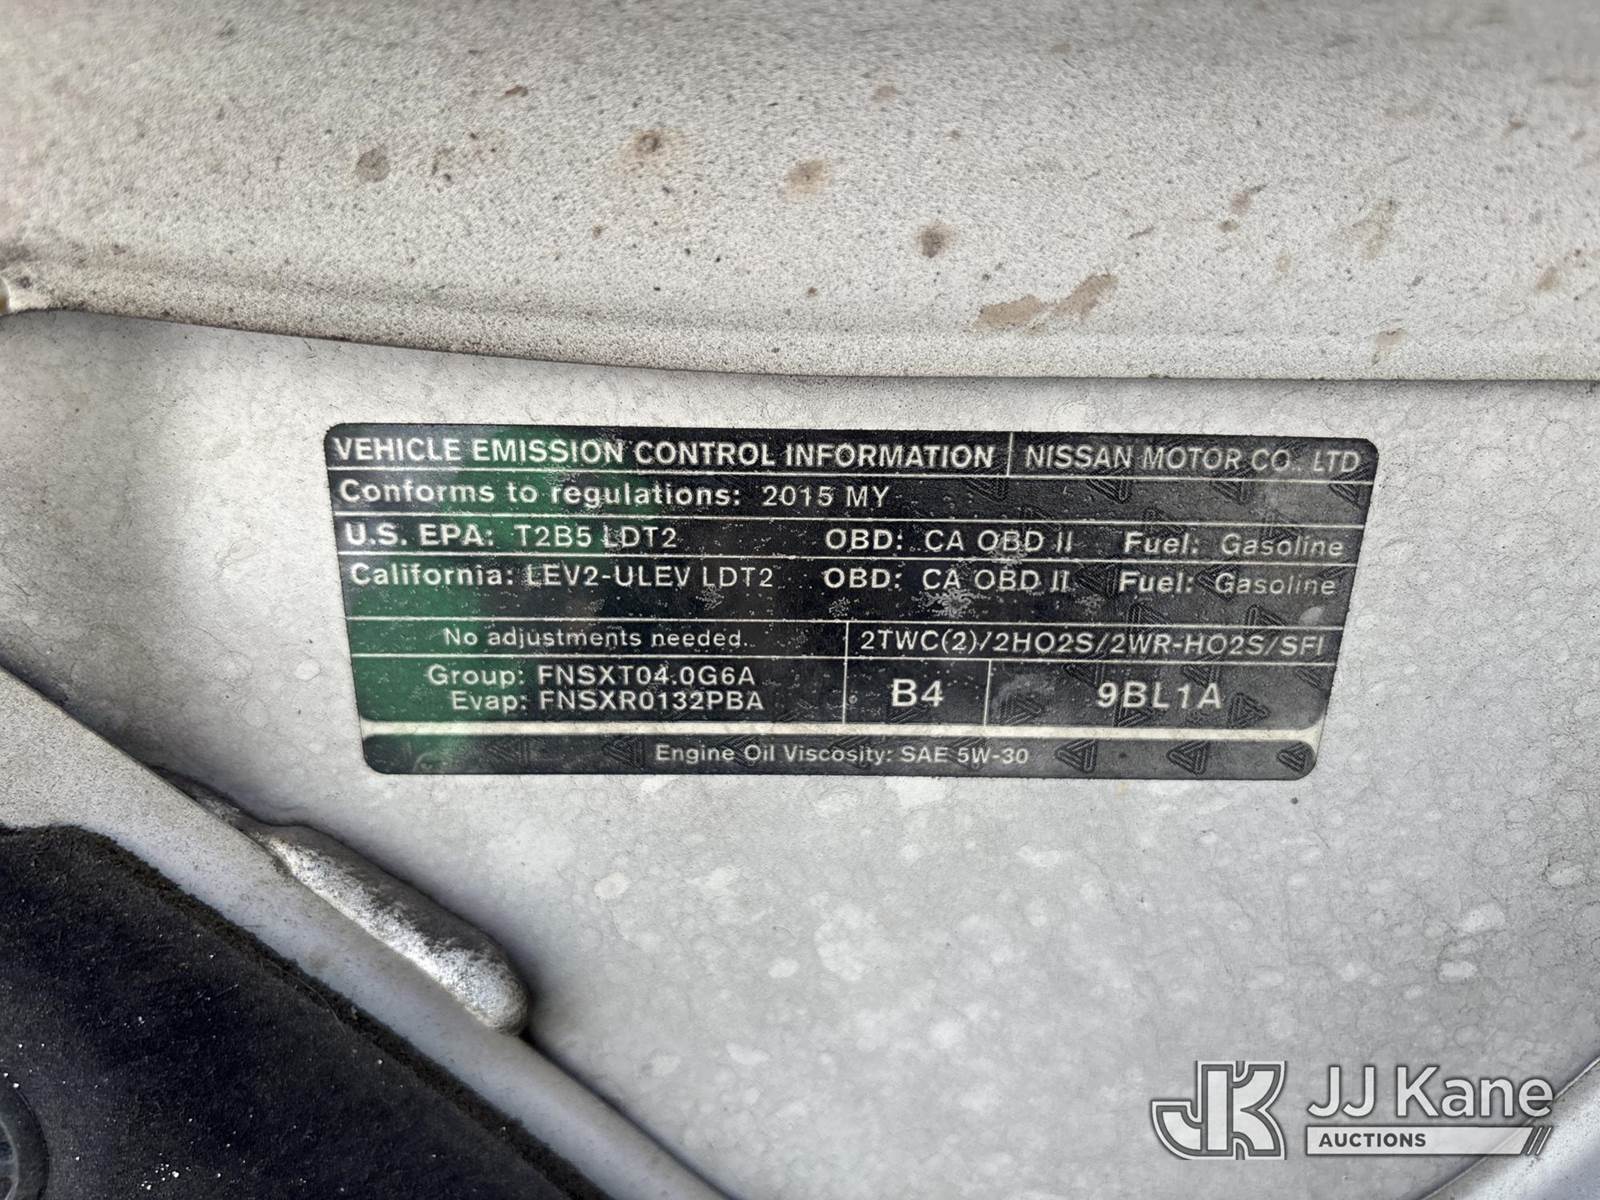 VEHICLE EMISSION CONTROL INFORMATION NISSAN MOTOR CO., LTD
Conforms to regulations: 2015 MY
U.S. EPA: T2B5 LDT2 OBD: CA OBD II Fuel: Gasoline
California: LEV2-ULEV LDT2 OBD: CA OBD II Fuel: Gasoline
No adjustments needed. 2TWC(2)/2HO2S/2WR-HO2S/SFI
Group: FNSXT04.0G6A
Evap: FNSXR0132PBA
B4 9BL1A
Engine Oil Viscosity: SAE 5W-30
JK JJ Kane
AUCTIONS